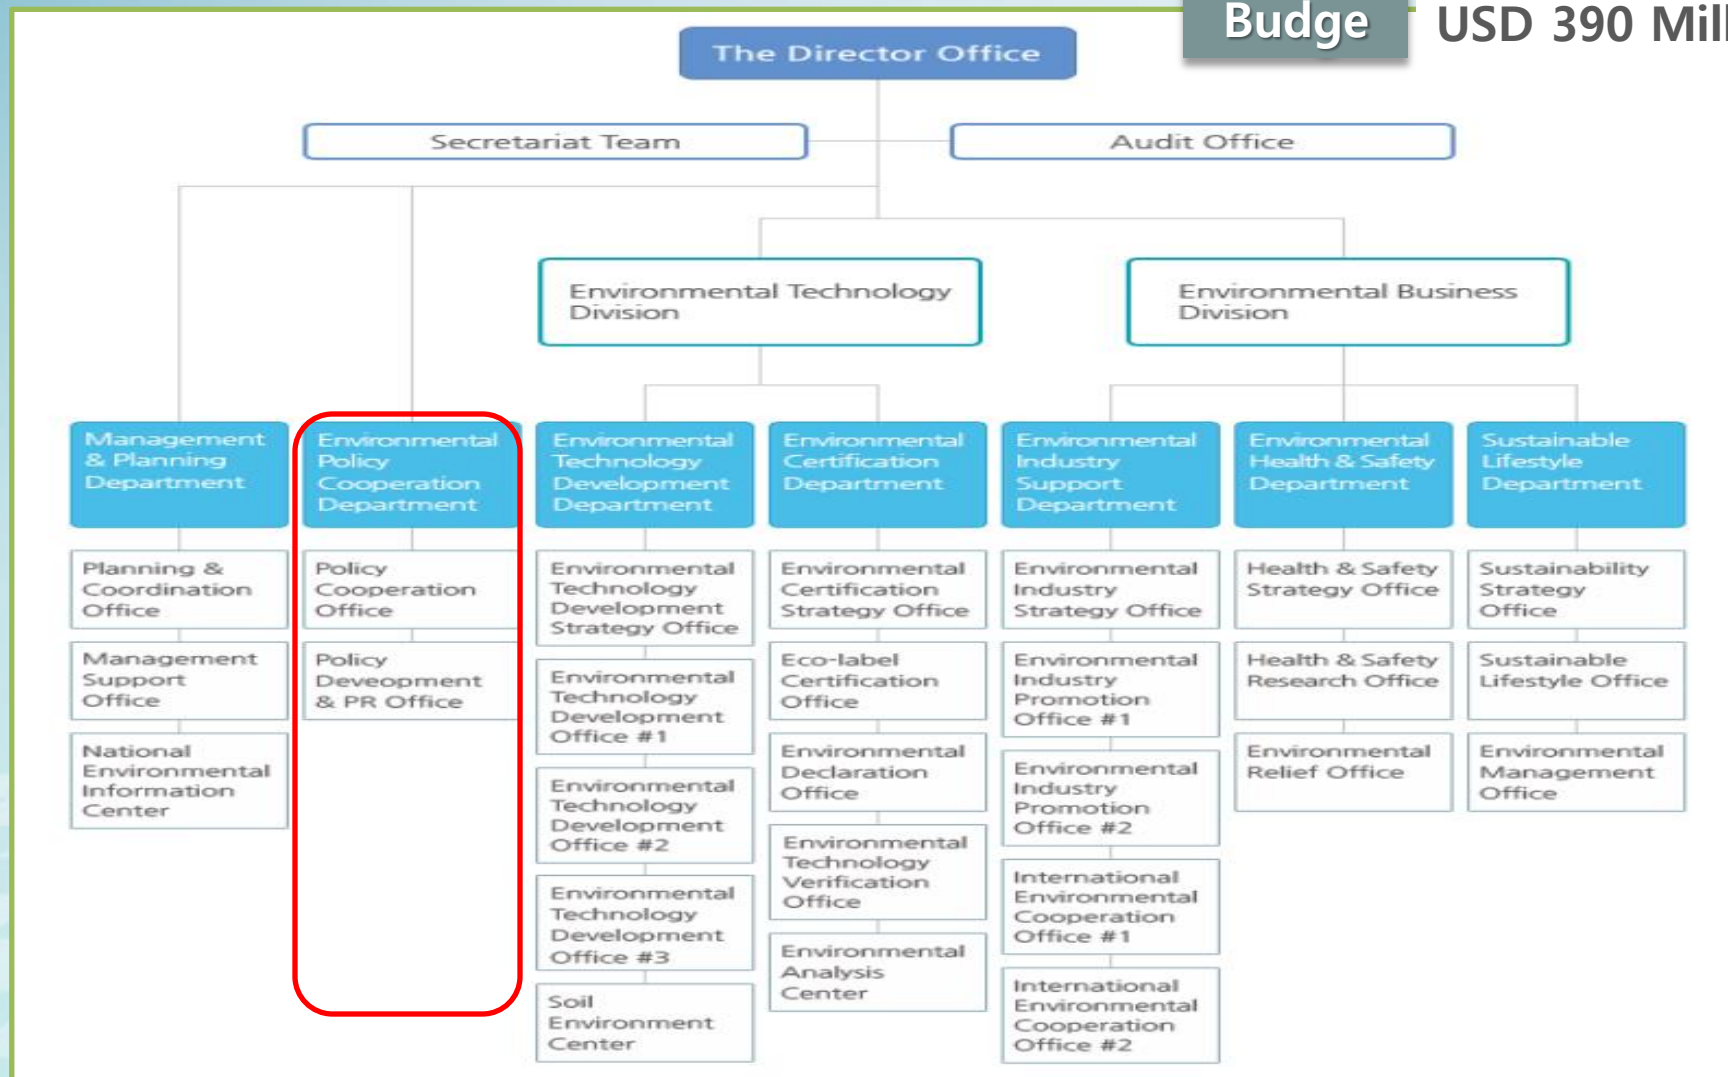 Budge
USD 390 Mill
The Director Office
Secretariat Team
Audit Office
Environmental Technology
Division
Environmental Business
Division
Management
& Planning
Department
Environmental
Policy
Cooperation
Department
Environmental
Technology
Development
Department
Environmental
Certification
Department
Environmental
Industry
Support
Department
Environmental
Health & Safety
Department
Sustainable
Lifestyle
Department
Planning &
Coordination
Office
Management
Support
Office
National
Environmental
Information
Center
Policy
Cooperation
Office
Policy
Deveopment
& PR Office
Environmental
Technology
Development
Strategy Office
Environmental
Technology
Development
Office #1
Environmental
Technology
Development
Office #2
Environmental
Technology
Development
Office #3
Soil
Environment
Center
Environmental
Certification
Strategy Office
Eco-label
Certification
Office
Environmental
Declaration
Office
Environmental
Technology
Verification
Office
Environmental
Analysis
Center
Environmental
Industry
Strategy Office
Environmental
Industry
Promotion
Office #1
Environmental
Industry
Promotion
Office #2
International
Environmental
Cooperation
Office #1
International
Environmental
Cooperation
Office #2
Health & Safety
Strategy Office
Health & Safety
Research Office
Environmental
Relief Office
Sustainability
Strategy
Office
Sustainable
Lifestyle Office
Environmental
Management
Office